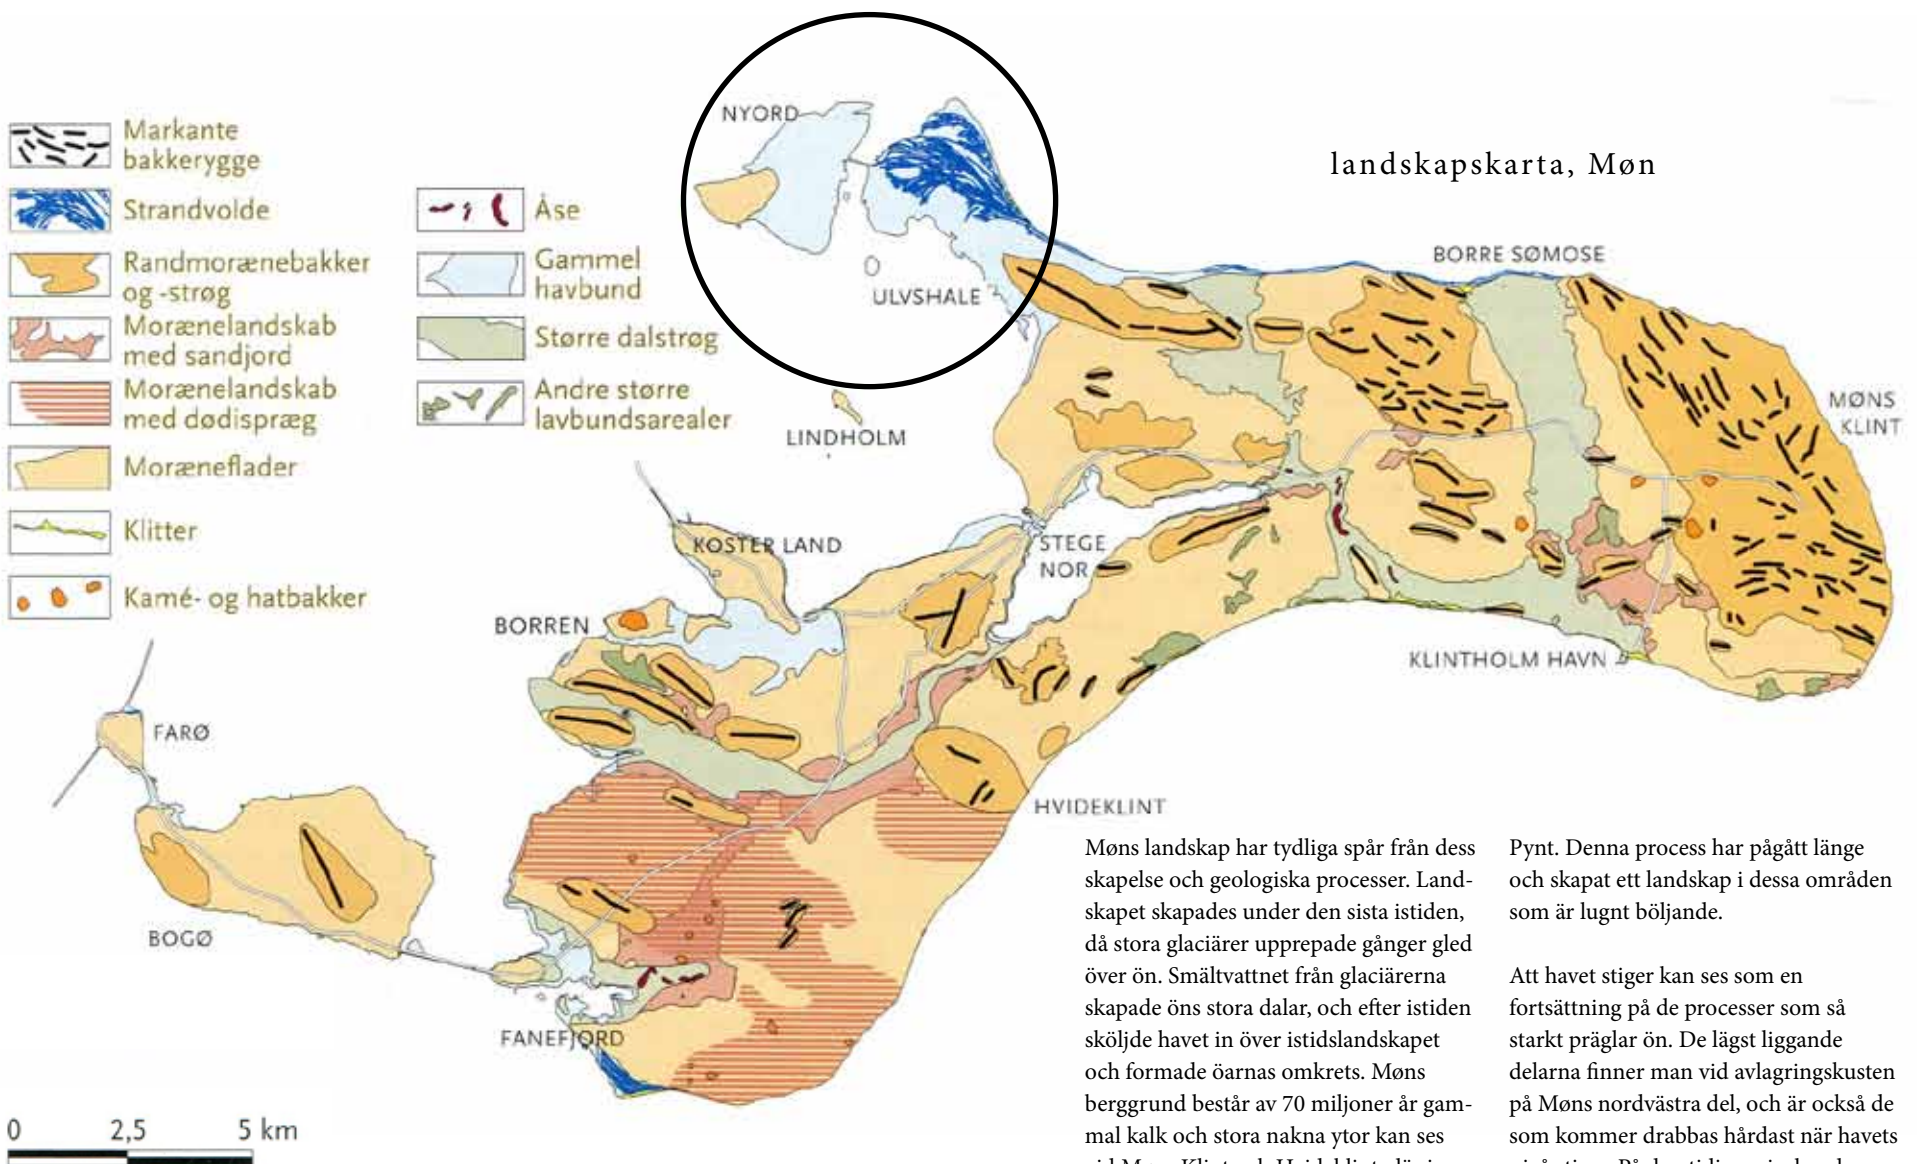 landskapskarta, Møn
Markante
bakkerygge
Strandvolde
Randmorænebakker
og -strøg
Morænelandskab
med sandjord
Morænelandskab
med dødispræg
Moræneflader
Klitter
Kamé- og hatbakker
Åse
Gammel
havbund
Større dalstrøg
Andre større
lavbundsarealer
NYORD
ULVSHALE
BORRE SØMOSE
MØNS
KLINT
LINDHOLM
KOSTER LAND
STEGE
NOR
BORREN
KLINTHOLM HAVN
FARØ
HVIDEKLINT
BOGØ
FANEFJORD
0 2,5 5 km
Møns landskap har tydliga spår från dess
skapelse och geologiska processer. Land-
skapet skapades under den sista istiden,
då stora glaciärer upprepade gånger gled
över ön. Smältvattnet från glaciärerna
skapade öns stora dalar, och efter istiden
sköljde havet in över istidslandskapet
och formade öarnas omkrets. Møns
berggrund består av 70 miljoner år gam-
mal kalk och stora nakna ytor kan ses
Pynt. Denna process har pågått länge
och skapat ett landskap i dessa områden
som är lugnt böljande.
Att havet stiger kan ses som en
fortsättning på de processer som så
starkt präglar ön. De lägst liggande
delarna finner man vid avlagringskusten
på Møns nordvästra del, och är också de
som kommer drabbas hårdast när havets